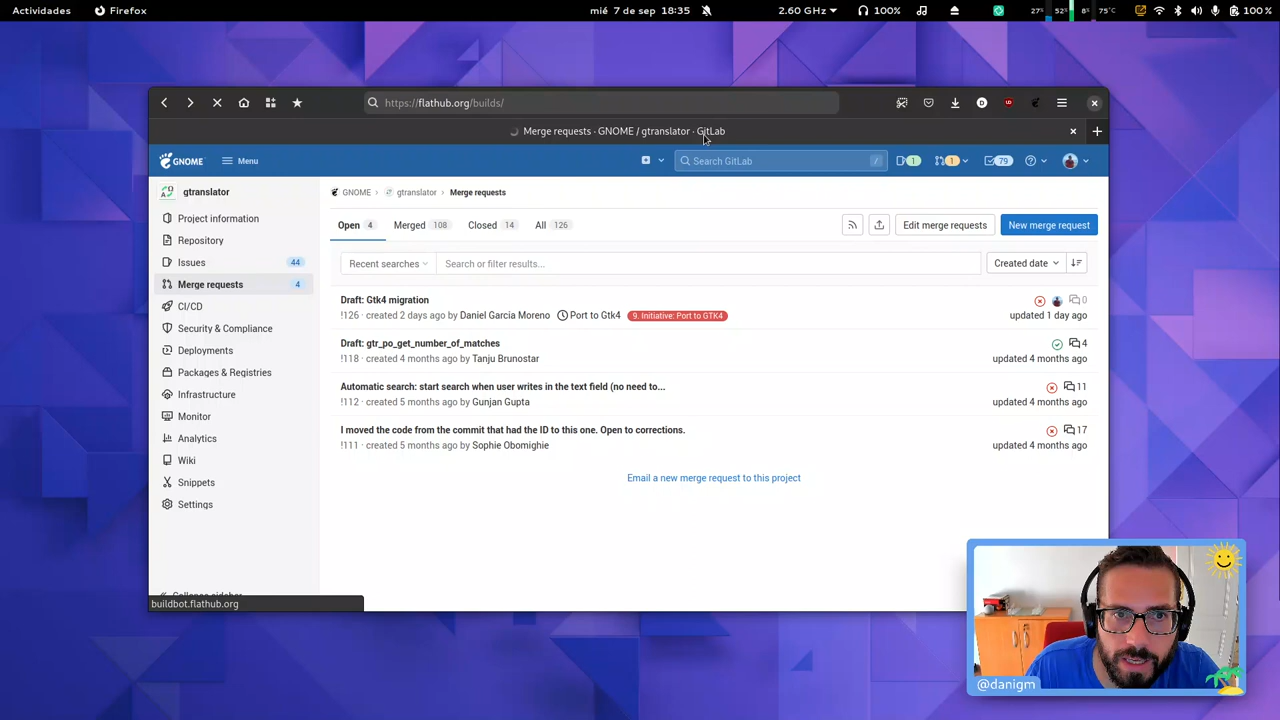 Actividades Firefox mié 7 de sep 18:35 2.60 GHz 100% 27% 52% 8% 75°C 100 %
https://flathub.org/builds/
Merge requests · GNOME / gtranslator · GitLab
GNOME Menu Search GitLab / 1 1 79
gtranslator
Project information
Repository
Issues 44
Merge requests 4
CI/CD
Security & Compliance
Deployments
Packages & Registries
Infrastructure
Monitor
Analytics
Wiki
Snippets
Settings
Collapse sidebar
buildbot.flathub.org
GNOME › gtranslator › Merge requests
Open 4 Merged 108 Closed 14 All 126 Edit merge requests New merge request
Recent searches Search or filter results... Created date
Draft: Gtk4 migration 0
!126 · created 2 days ago by Daniel Garcia Moreno Port to Gtk4 9. Initiative: Port to GTK4 updated 1 day ago
Draft: gtr_po_get_number_of_matches 4
!118 · created 4 months ago by Tanju Brunostar updated 4 months ago
Automatic search: start search when user writes in the text field (no need to... 11
!112 · created 5 months ago by Gunjan Gupta updated 4 months ago
I moved the code from the commit that had the ID to this one. Open to corrections. 17
!111 · created 5 months ago by Sophie Obomighie updated 4 months ago
Email a new merge request to this project
@danigm